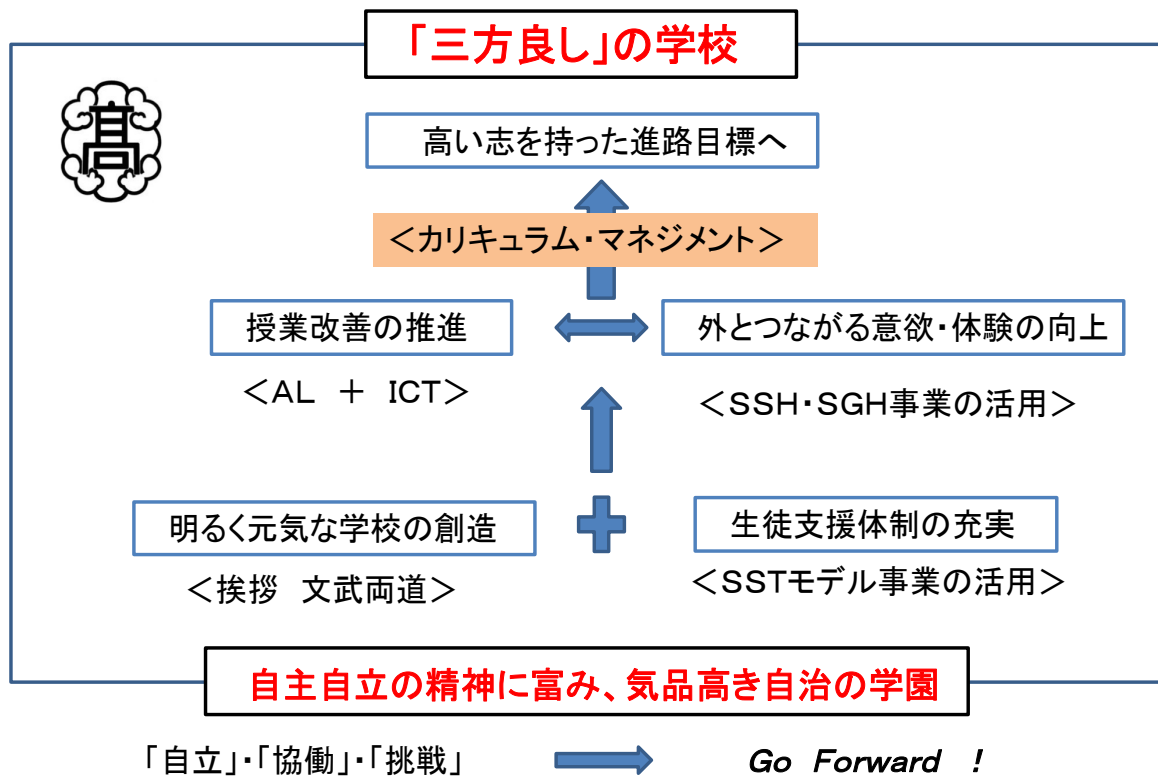 「三方良し」の学校
高
高い志を持った進路目標へ
＜カリキュラム・マネジメント＞
授業改善の推進
外とつながる意欲・体験の向上
＜AL　＋　ICT＞
＜SSH・SGH事業の活用＞
明るく元気な学校の創造
生徒支援体制の充実
＜挨拶　文武両道＞
＜SSTモデル事業の活用＞
自主自立の精神に富み、気品高き自治の学園
「自立」・「協働」・「挑戦」
Go Forward ！